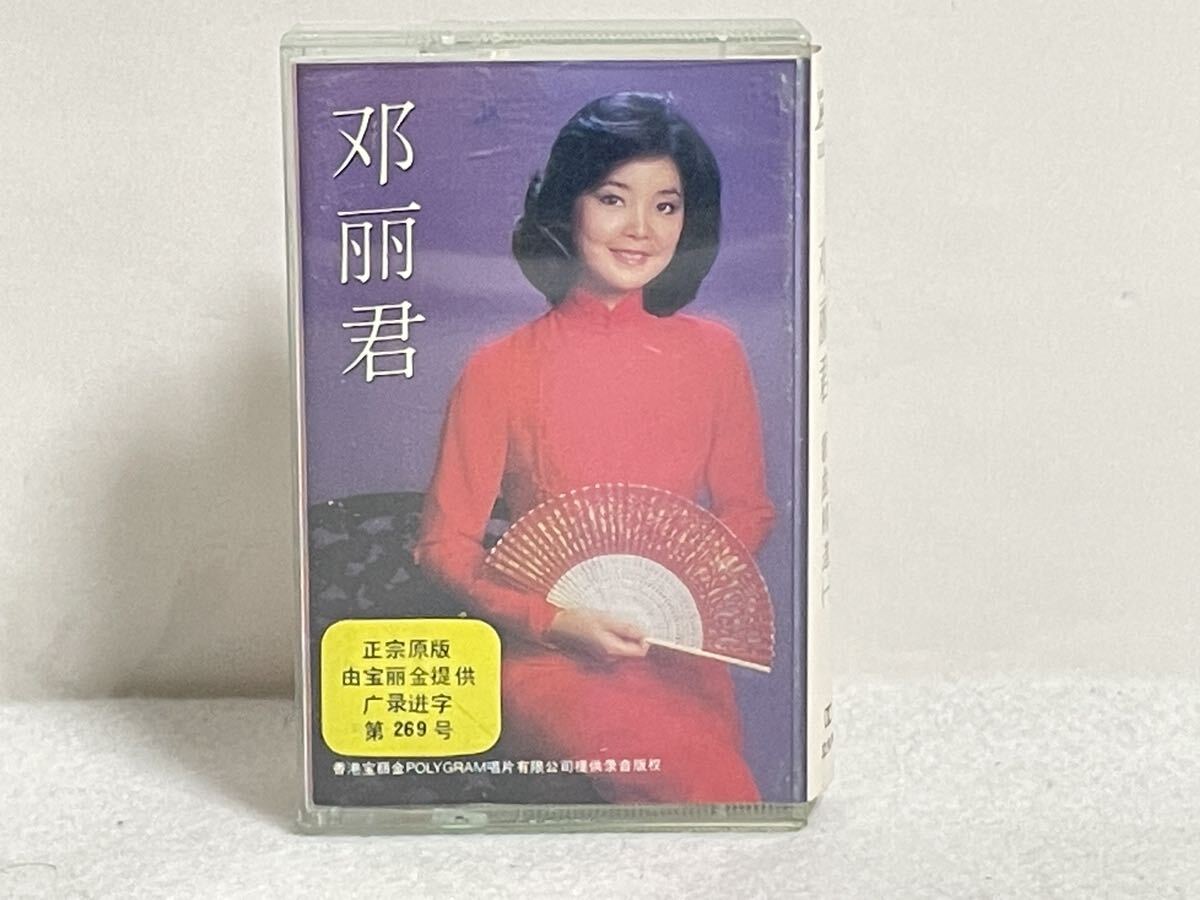 邓丽君
正宗原版
由宝丽金提供
广录进字
第 269 号
香港宝丽金POLYGRAM唱片有限公司提供录音版权